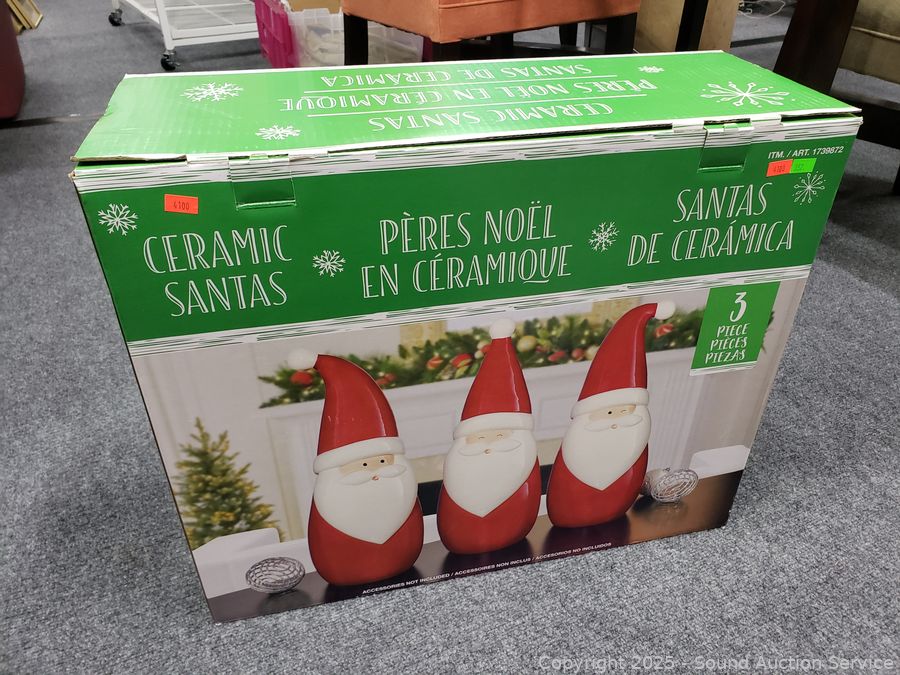 CERAMIC SANTAS
PÈRES NOËL EN CÉRAMIQUE
SANTAS DE CERÁMICA
ITM. / ART. 1739872
4100
4100
CERAMIC
SANTAS
PÈRES NOËL
EN CÉRAMIQUE
SANTAS
DE CERÁMICA
3
PIECE
PIÈCES
PIEZAS
ACCESSORIES NOT INCLUDED / ACCESSOIRES NON INCLUS / ACCESORIOS NO INCLUIDOS
Copyright 2025 - Sound Auction Service